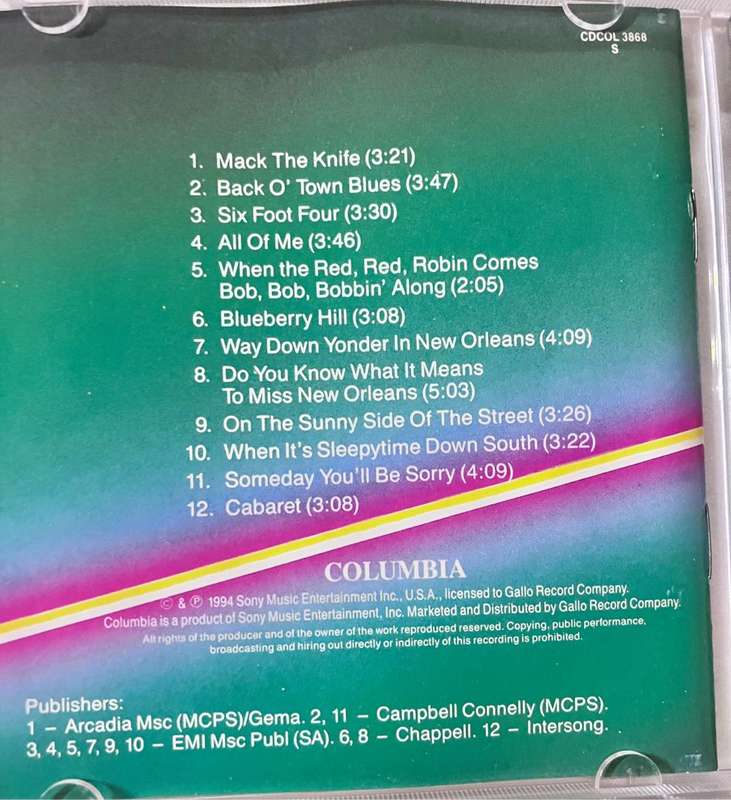 CDCOL 3868
S
1. Mack The Knife (3:21)
2. Back O' Town Blues (3:47)
3. Six Foot Four (3:30)
4. All Of Me (3:46)
5. When the Red, Red, Robin Comes
Bob, Bob, Bobbin' Along (2:05)
6. Blueberry Hill (3:08)
7. Way Down Yonder In New Orleans (4:09)
8. Do You Know What It Means
To Miss New Orleans (5:03)
9. On The Sunny Side Of The Street (3:26)
10. When It's Sleepytime Down South (3:22)
11. Someday You'll Be Sorry (4:09)
12. Cabaret (3:08)
COLUMBIA
© & ℗ 1994 Sony Music Entertainment Inc., U.S.A., licensed to Gallo Record Company.
Columbia is a product of Sony Music Entertainment, Inc. Marketed and Distributed by Gallo Record Company.
All rights of the producer and of the owner of the work reproduced reserved. Copying, public performance,
broadcasting and hiring out directly or indirectly of this recording is prohibited.
Publishers:
1 – Arcadia Msc (MCPS)/Gema. 2, 11 – Campbell Connelly (MCPS).
3, 4, 5, 7, 9, 10 – EMI Msc Publ (SA). 6, 8 – Chappell. 12 – Intersong.